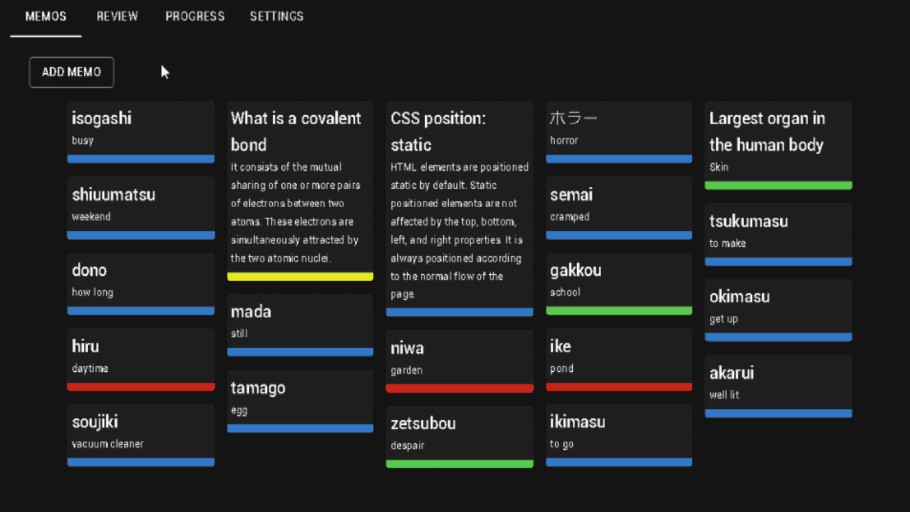 MEMOS REVIEW PROGRESS SETTINGS
ADD MEMO
isogashi
busy
shiuumatsu
weekend
dono
how long
hiru
daytime
soujiki
vacuum cleaner
What is a covalent
bond
It consists of the mutual
sharing of one or more pairs
of electrons between two
atoms. These electrons are
simultaneously attracted by
the two atomic nuclei.
mada
still
tamago
egg
CSS position:
static
HTML elements are positioned
static by default. Static
positioned elements are not
affected by the top, bottom,
left, and right properties. It is
always positioned according
to the normal flow of the
page.
niwa
garden
zetsubou
despair
ホラー
horror
semai
cramped
gakkou
school
ike
pond
ikimasu
to go
Largest organ in
the human body
Skin
tsukumasu
to make
okimasu
get up
akarui
well lit